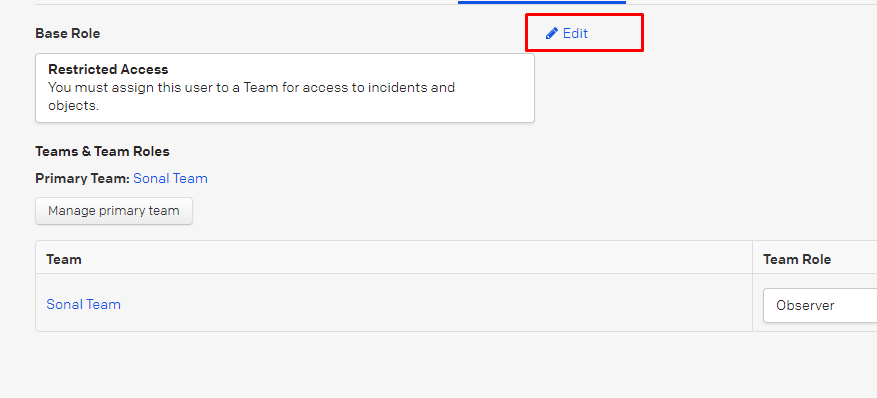 Base Role
Edit
Restricted Access
You must assign this user to a Team for access to incidents and
objects.
Teams & Team Roles
Primary Team: Sonal Team
Manage primary team
Team
Team Role
Sonal Team
Observer